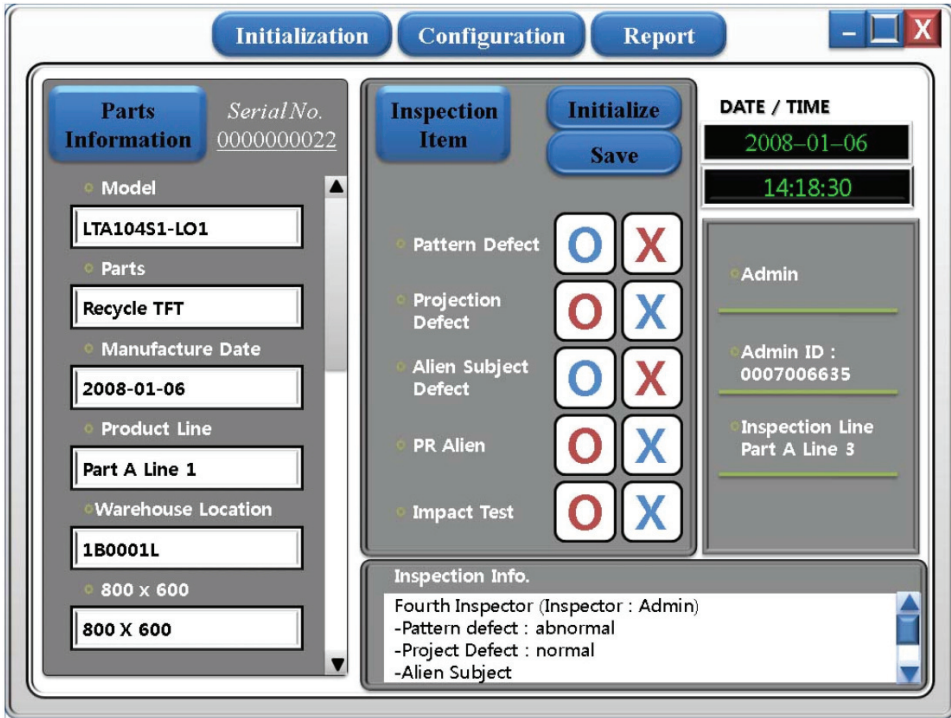 Initialization Configuration Report – X
Parts
Information
Serial No.
0000000022
Model
LTA104S1-LO1
Parts
Recycle TFT
Manufacture Date
2008-01-06
Product Line
Part A Line 1
Warehouse Location
1B0001L
800 x 600
800 X 600
Inspection
Item
Initialize
Save
Pattern Defect O X
Projection
Defect O X
Alien Subject
Defect O X
PR Alien O X
Impact Test O X
DATE / TIME
2008–01–06
14:18:30
Admin
Admin ID :
0007006635
Inspection Line
Part A Line 3
Inspection Info.
Fourth Inspector (Inspector : Admin)
-Pattern defect : abnormal
-Project Defect : normal
-Alien Subject